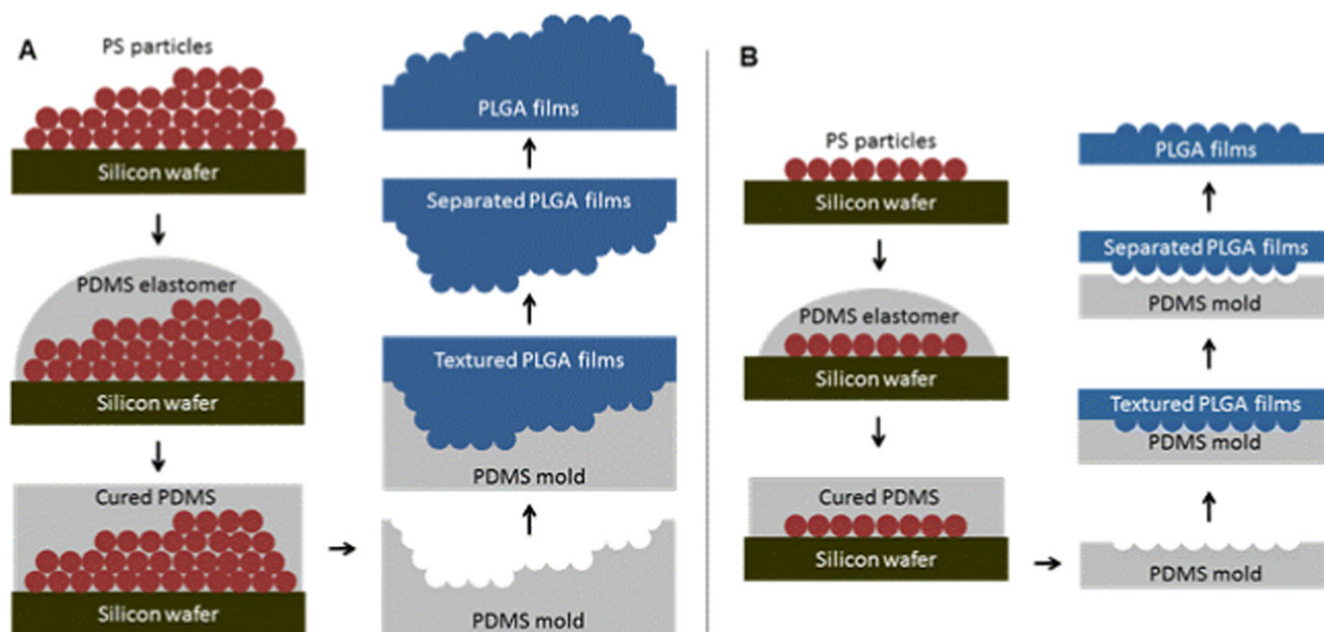 A
PS particles
Silicon wafer
PDMS elastomer
Silicon wafer
Cured PDMS
Silicon wafer
PLGA films
Separated PLGA films
Textured PLGA films
PDMS mold
PDMS mold
B
PS particles
Silicon wafer
PDMS elastomer
Silicon wafer
Cured PDMS
Silicon wafer
PLGA films
Separated PLGA films
PDMS mold
Textured PLGA films
PDMS mold
PDMS mold